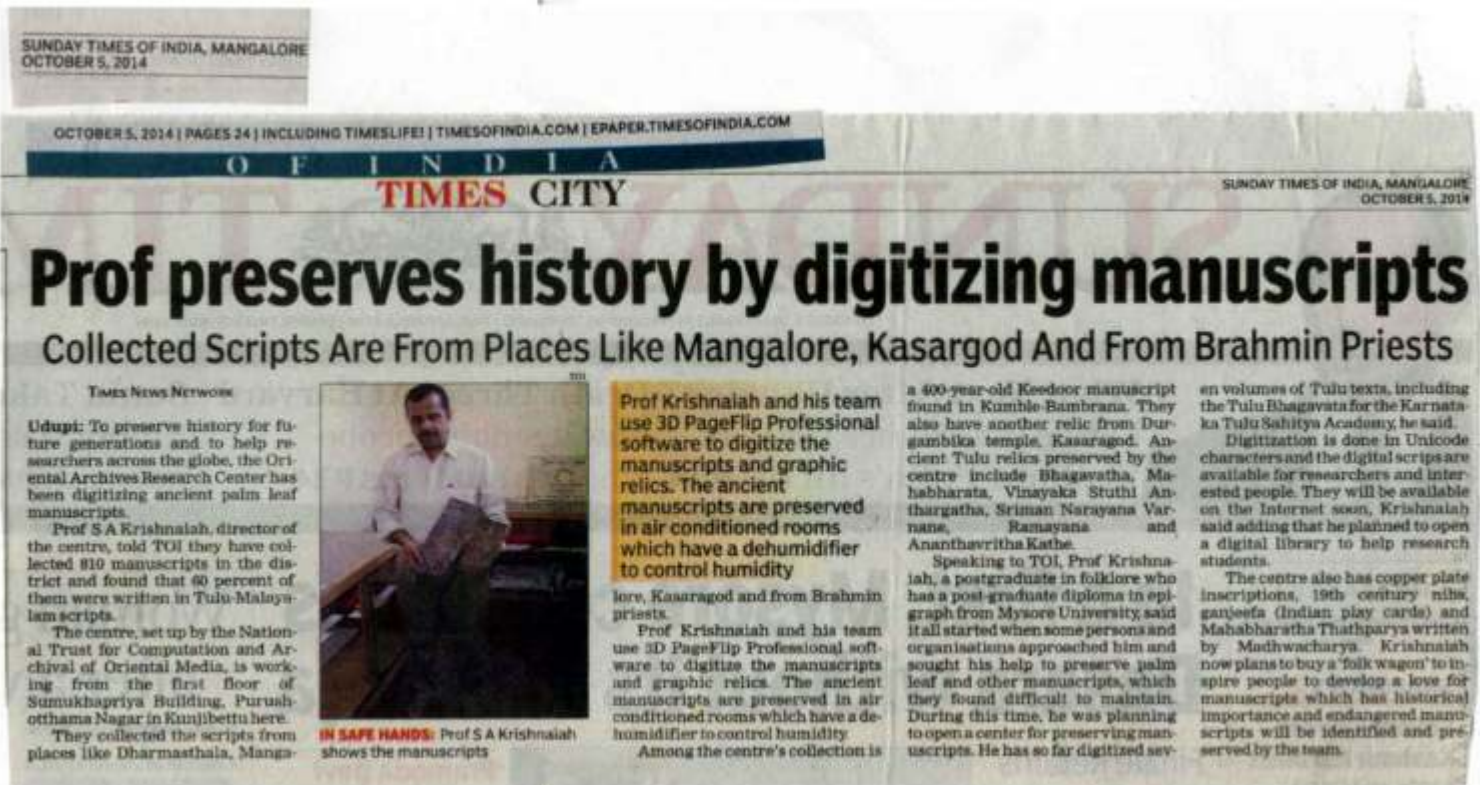 SUNDAY TIMES OF INDIA, MANGALORE
OCTOBER 5, 2014
OCTOBER 5, 2014 | PAGES 24 | INCLUDING TIMESLIFE! | TIMESOFINDIA.COM | EPAPER.TIMESOFINDIA.COM
OF INDIA
TIMES CITY
SUNDAY TIMES OF INDIA, MANGALORE
OCTOBER 5, 2014
Prof preserves history by digitizing manuscripts
Collected Scripts Are From Places Like Mangalore, Kasargod And From Brahmin Priests
TIMES NEWS NETWORK
Udupi: To preserve history for fu-
ture generations and to help re-
searchers across the globe, the Ori-
ental Archives Research Center has
been digitizing ancient palm leaf
manuscripts.
Prof S A Krishnaiah, director of
the centre, told TOI they have col-
lected 810 manuscripts in the dis-
trict and found that 60 percent of
them were written in Tulu-Malaya-
lam scripts.
The centre, set up by the Nation-
al Trust for Computation and Ar-
chival of Oriental Media, is work-
ing from the first floor of
Sumukhapriya Building, Purush-
otthama Nagar in Kunjibettu here.
They collected the scripts from
places like Dharmasthala, Manga-
TOI
IN SAFE HANDS: Prof S A Krishnaiah
shows the manuscripts
Prof Krishnaiah and his team
use 3D PageFlip Professional
software to digitize the
manuscripts and graphic
relics. The ancient
manuscripts are preserved
in air conditioned rooms
which have a dehumidifier
to control humidity
lore, Kasaragod and from Brahmin
priests.
Prof Krishnaiah and his team
use 3D PageFlip Professional soft-
ware to digitize the manuscripts
and graphic relics. The ancient
manuscripts are preserved in air
conditioned rooms which have a de-
humidifier to control humidity.
Among the centre's collection is
a 400-year-old Keedoor manuscript
found in Kumble-Bambrana. They
also have another relic from Dur-
gambika temple, Kasaragod. An-
cient Tulu relics preserved by the
centre include Bhagavatha, Ma-
habharata, Vinayaka Stuthi An-
thargatha, Sriman Narayana Var-
nane, Ramayana and
Ananthavritha Kathe.
Speaking to TOI, Prof Krishna-
iah, a postgraduate in folklore who
has a post-graduate diploma in epi-
graph from Mysore University, said
it all started when some persons and
organisations approached him and
sought his help to preserve palm
leaf and other manuscripts, which
they found difficult to maintain.
During this time, he was planning
to open a center for preserving man-
uscripts. He has so far digitized sev-
en volumes of Tulu texts, including
the Tulu Bhagavata for the Karnata-
ka Tulu Sahitya Academy, he said.
Digitization is done in Unicode
characters and the digital scrips are
available for researchers and inter-
ested people. They will be available
on the Internet soon, Krishnaiah
said adding that he planned to open
a digital library to help research
students.
The centre also has copper plate
inscriptions, 19th century nibs,
ganjeefa (Indian play cards) and
Mahabharatha Thathparya written
by Madhwacharya. Krishnaiah
now plans to buy a 'folk wagon' to in-
spire people to develop a love for
manuscripts which has historical
importance and endangered manu-
scripts will be identified and pre-
served by the team.